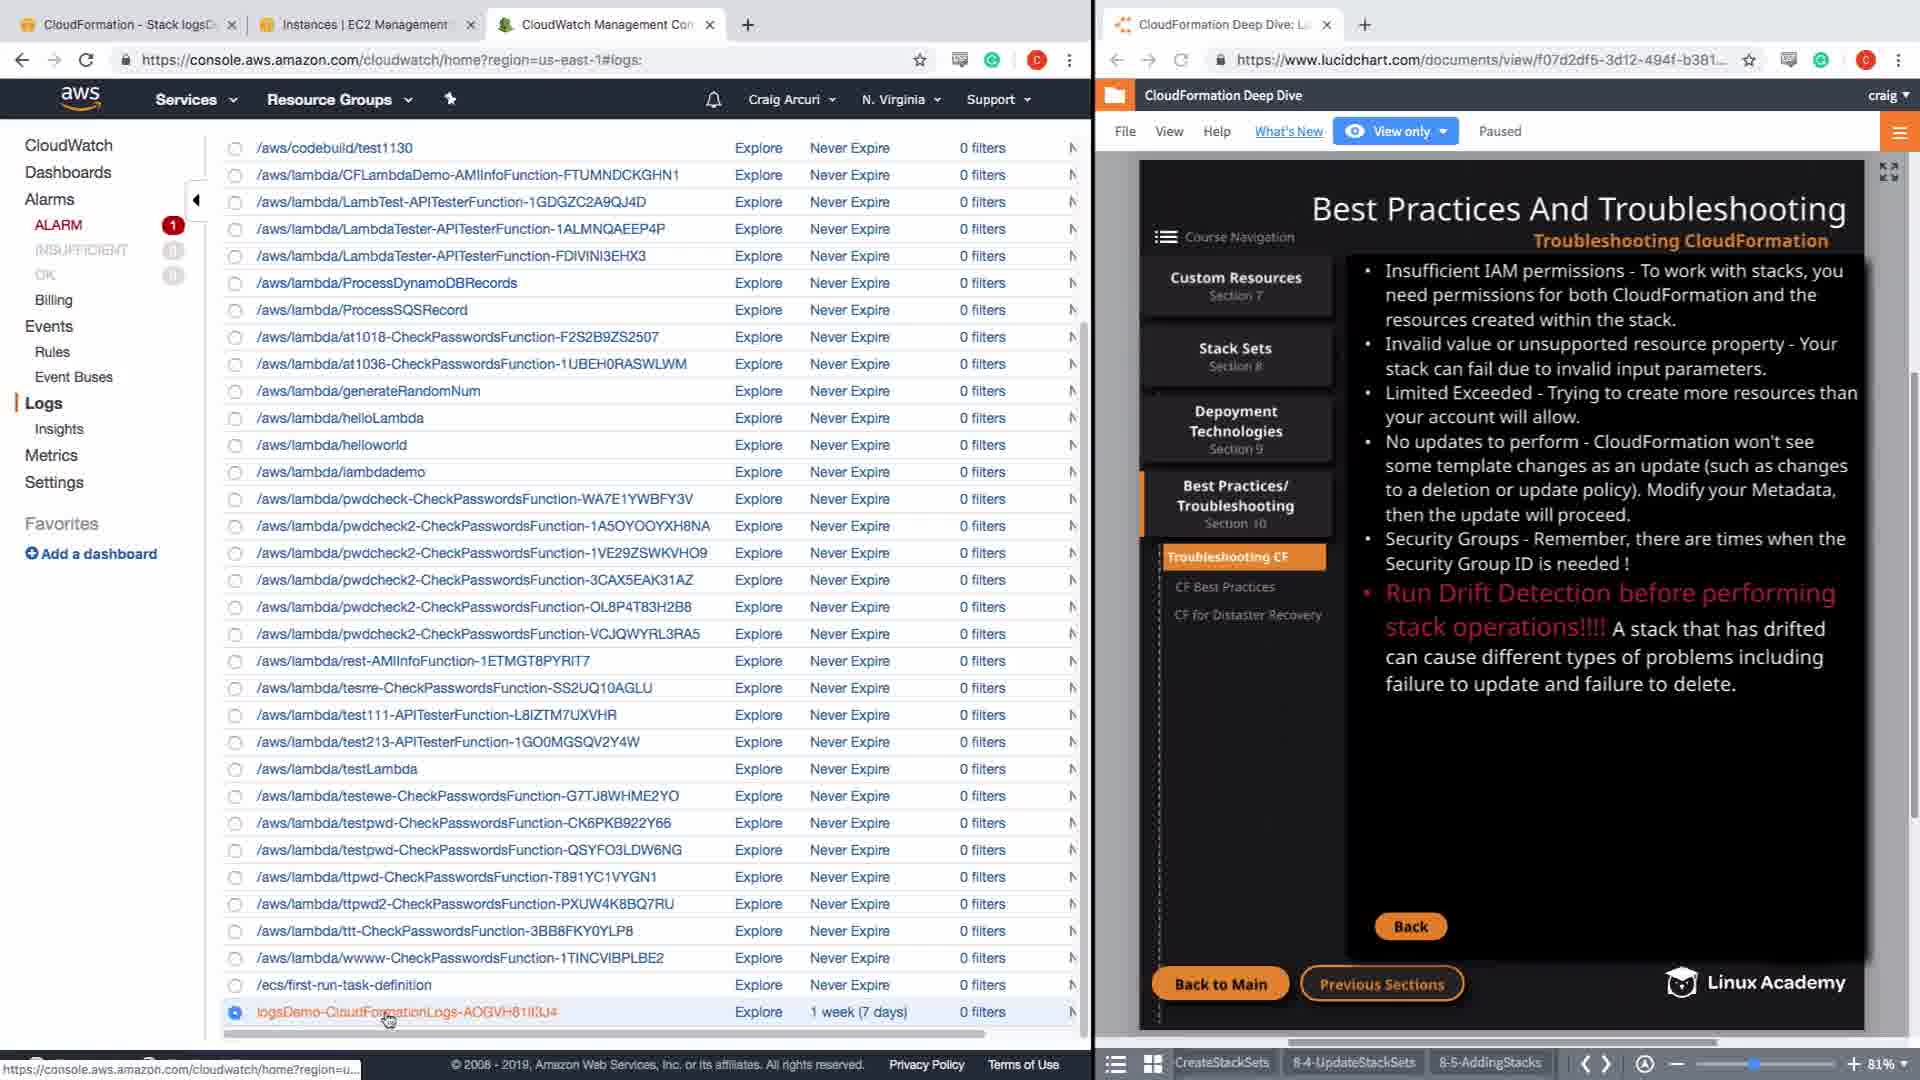 CloudFormation - Stack logsD
Instances | EC2 Management
CloudWatch Management Con
https://console.aws.amazon.com/cloudwatch/home?region=us-east-1#logs:
C
aws
Services
Resource Groups
Craig Arcuri
N. Virginia
Support
CloudWatch
Dashboards
Alarms
ALARM 1
INSUFFICIENT 0
OK 0
Billing
Events
Rules
Event Buses
Logs
Insights
Metrics
Settings
Favorites
Add a dashboard
/aws/codebuild/test1130 Explore Never Expire 0 filters
/aws/lambda/CFLambdaDemo-AMIInfoFunction-FTUMNDCKGHN1 Explore Never Expire 0 filters
/aws/lambda/LambTest-APITesterFunction-1GDGZC2A9QJ4D Explore Never Expire 0 filters
/aws/lambda/LambdaTester-APITesterFunction-1ALMNQAEEP4P Explore Never Expire 0 filters
/aws/lambda/LambdaTester-APITesterFunction-FDIVINI3EHX3 Explore Never Expire 0 filters
/aws/lambda/ProcessDynamoDBRecords Explore Never Expire 0 filters
/aws/lambda/ProcessSQSRecord Explore Never Expire 0 filters
/aws/lambda/at1018-CheckPasswordsFunction-F2S2B9ZS2507 Explore Never Expire 0 filters
/aws/lambda/at1036-CheckPasswordsFunction-1UBEH0RASWLWM Explore Never Expire 0 filters
/aws/lambda/generateRandomNum Explore Never Expire 0 filters
/aws/lambda/helloLambda Explore Never Expire 0 filters
/aws/lambda/helloworld Explore Never Expire 0 filters
/aws/lambda/lambdademo Explore Never Expire 0 filters
/aws/lambda/pwdcheck-CheckPasswordsFunction-WA7E1YWBFY3V Explore Never Expire 0 filters
/aws/lambda/pwdcheck2-CheckPasswordsFunction-1A5OYOOYXH8NA Explore Never Expire 0 filters
/aws/lambda/pwdcheck2-CheckPasswordsFunction-1VE29ZSWKVHO9 Explore Never Expire 0 filters
/aws/lambda/pwdcheck2-CheckPasswordsFunction-3CAX5EAK31AZ Explore Never Expire 0 filters
/aws/lambda/pwdcheck2-CheckPasswordsFunction-OL8P4T83H2B8 Explore Never Expire 0 filters
/aws/lambda/pwdcheck2-CheckPasswordsFunction-VCJQWYRL3RA5 Explore Never Expire 0 filters
/aws/lambda/rest-AMIInfoFunction-1ETMGT8PYRIT7 Explore Never Expire 0 filters
/aws/lambda/tesrre-CheckPasswordsFunction-SS2UQ10AGLU Explore Never Expire 0 filters
/aws/lambda/test111-APITesterFunction-L8IZTM7UXVHR Explore Never Expire 0 filters
/aws/lambda/test213-APITesterFunction-1GO0MGSQV2Y4W Explore Never Expire 0 filters
/aws/lambda/testLambda Explore Never Expire 0 filters
/aws/lambda/testewe-CheckPasswordsFunction-G7TJ8WHME2YO Explore Never Expire 0 filters
/aws/lambda/testpwd-CheckPasswordsFunction-CK6PKB922Y66 Explore Never Expire 0 filters
/aws/lambda/testpwd-CheckPasswordsFunction-QSYFO3LDW6NG Explore Never Expire 0 filters
/aws/lambda/ttpwd-CheckPasswordsFunction-T891YC1VYGN1 Explore Never Expire 0 filters
/aws/lambda/ttpwd2-CheckPasswordsFunction-PXUW4K8BQ7RU Explore Never Expire 0 filters
/aws/lambda/ttt-CheckPasswordsFunction-3BB8FKY0YLP8 Explore Never Expire 0 filters
/aws/lambda/wwww-CheckPasswordsFunction-1TINCVIBPLBE2 Explore Never Expire 0 filters
/ecs/first-run-task-definition Explore Never Expire 0 filters
logsDemo-CloudFormationLogs-AOGVH81II3J4 Explore 1 week (7 days) 0 filters
https://console.aws.amazon.com/cloudwatch/home?region=u...
© 2008 - 2019, Amazon Web Services, Inc. or its affiliates. All rights reserved. Privacy Policy Terms of Use
CloudFormation Deep Dive: Lu
https://www.lucidchart.com/documents/view/f07d2df5-3d12-494f-b381...
C
CloudFormation Deep Dive
craig
File View Help What's New View only Paused
Best Practices And Troubleshooting
Troubleshooting CloudFormation
Course Navigation
Custom Resources
Section 7
Stack Sets
Section 8
Depoyment
Technologies
Section 9
Best Practices/
Troubleshooting
Section 10
Troubleshooting CF
CF Best Practices
CF for Distaster Recovery
• Insufficient IAM permissions - To work with stacks, you
need permissions for both CloudFormation and the
resources created within the stack.
• Invalid value or unsupported resource property - Your
stack can fail due to invalid input parameters.
• Limited Exceeded - Trying to create more resources than
your account will allow.
• No updates to perform - CloudFormation won't see
some template changes as an update (such as changes
to a deletion or update policy). Modify your Metadata,
then the update will proceed.
• Security Groups - Remember, there are times when the
Security Group ID is needed !
• Run Drift Detection before performing
stack operations!!!! A stack that has drifted
can cause different types of problems including
failure to update and failure to delete.
Back
Back to Main
Previous Sections
Linux Academy
CreateStackSets
8-4-UpdateStackSets
8-5-AddingStacks
81%